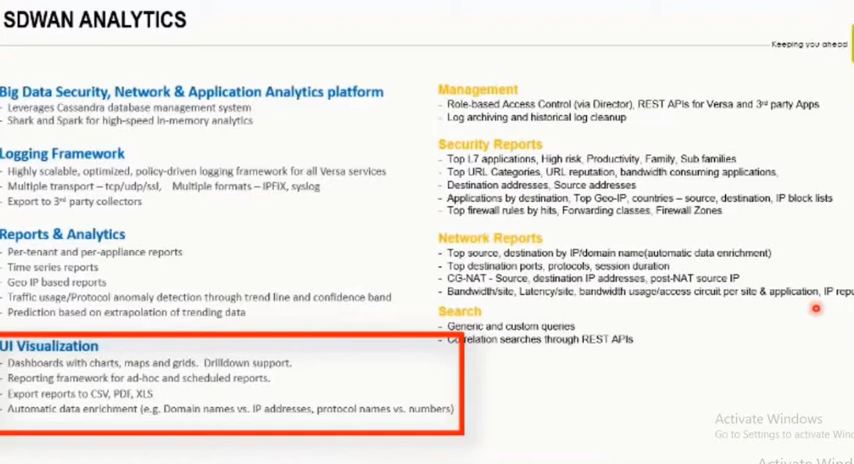 SDWAN ANALYTICS
Keeping you ahead
Big Data Security, Network & Application Analytics platform
- Leverages Cassandra database management system
- Shark and Spark for high-speed in-memory analytics
Logging Framework
- Highly scalable, optimized, policy-driven logging framework for all Versa services
- Multiple transport – tcp/udp/ssl, Multiple formats – IPFIX, syslog
- Export to 3rd party collectors
Reports & Analytics
- Per-tenant and per-appliance reports
- Time series reports
- Geo IP based reports
- Traffic usage/Protocol anomaly detection through trend line and confidence band
- Prediction based on extrapolation of trending data
UI Visualization
- Dashboards with charts, maps and grids. Drilldown support.
- Reporting framework for ad-hoc and scheduled reports.
- Export reports to CSV, PDF, XLS
- Automatic data enrichment (e.g. Domain names vs. IP addresses, protocol names vs. numbers)
Management
- Role-based Access Control (via Director), REST APIs for Versa and 3rd party Apps
- Log archiving and historical log cleanup
Security Reports
- Top L7 applications, High risk, Productivity, Family, Sub families
- Top URL Categories, URL reputation, bandwidth consuming applications,
- Destination addresses, Source addresses
- Applications by destination, Top Geo-IP, countries – source, destination, IP block lists
- Top firewall rules by hits, Forwarding classes, Firewall Zones
Network Reports
- Top source, destination by IP/domain name(automatic data enrichment)
- Top destination ports, protocols, session duration
- CG-NAT - Source, destination IP addresses, post-NAT source IP
- Bandwidth/site, Latency/site, bandwidth usage/access circuit per site & application, IP repu
Search
- Generic and custom queries
- Correlation searches through REST APIs
Activate Windows
Go to Settings to activate Win
Activate Wind